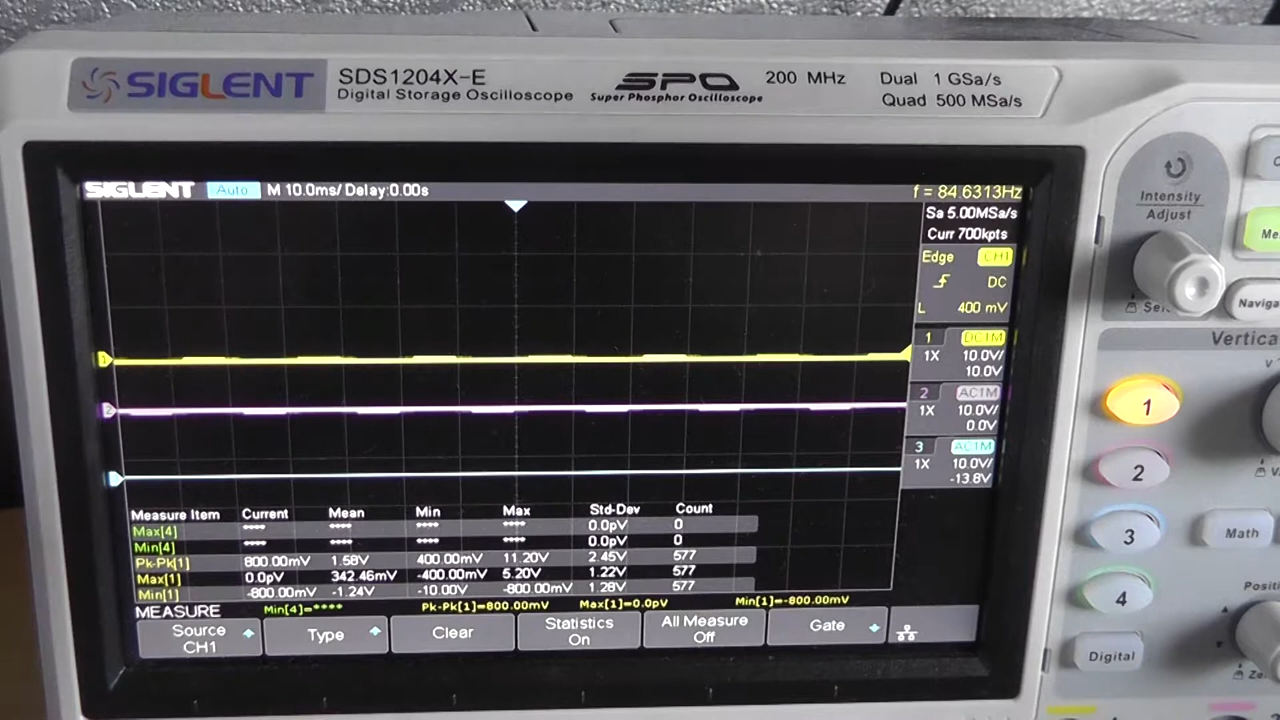 SIGLENT SDS1204X-E
Digital Storage Oscilloscope
SPO
Super Phosphor Oscilloscope
200 MHz
Dual 1 GSa/s
Quad 500 MSa/s
SIGLENT Auto M 10.0ms/ Delay:0.00s f = 84.6313Hz
Sa 5.00MSa/s
Curr 700kpts
Edge CH1
DC
L 400 mV
1 DC1M
1X 10.0V/
10.0V
2 AC1M
1X 10.0V/
0.0V
3 AC1M
1X 10.0V/
-13.8V
1
2
Measure Item Current Mean Min Max Std-Dev Count
Max[4] **** **** **** **** 0.0pV 0
Min[4] **** **** **** **** 0.0pV 0
Pk-Pk[1] 800.00mV 1.58V 400.00mV 11.20V 2.45V 577
Max[1] 0.0pV 342.46mV -400.00mV 5.20V 1.22V 577
Min[1] -800.00mV -1.24V -10.00V -800.00mV 1.28V 577
MEASURE Min[4]=**** Pk-Pk[1]=800.00mV Max[1]=0.0pV Min[1]=-800.00mV
Source
CH1
Type
Clear
Statistics
On
All Measure
Off
Gate
Intensity
Adjust
Vertica
1
2
3
4
Math
Digital